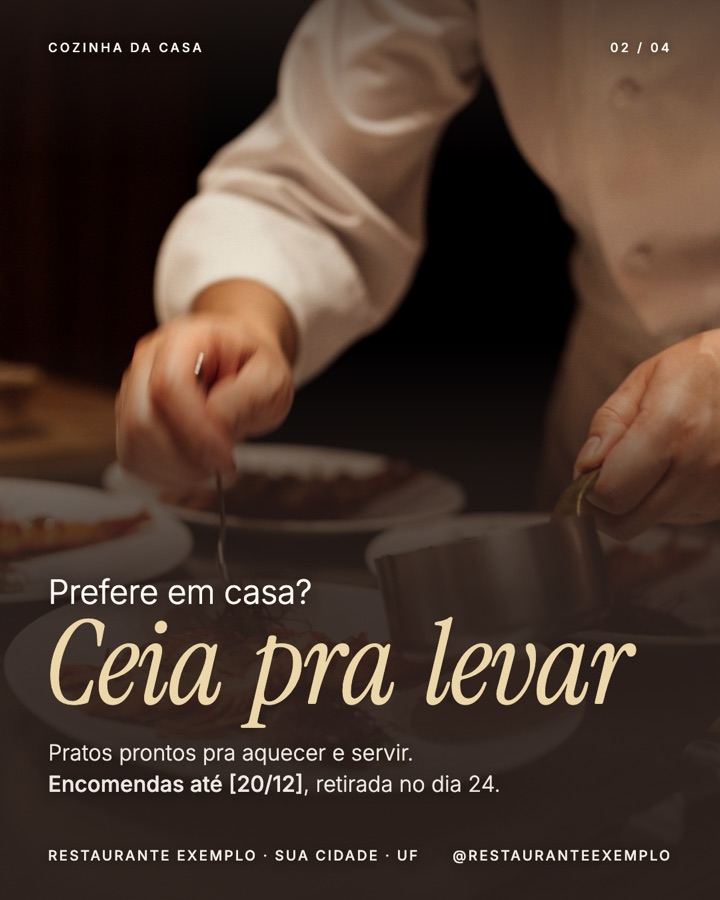 COZINHA DA CASA
02 / 04
Prefere em casa?
Ceia pra levar
Pratos prontos pra aquecer e servir.
Encomendas até [20/12], retirada no dia 24.
RESTAURANTE EXEMPLO · SUA CIDADE · UF
@RESTAURANTEEXEMPLO